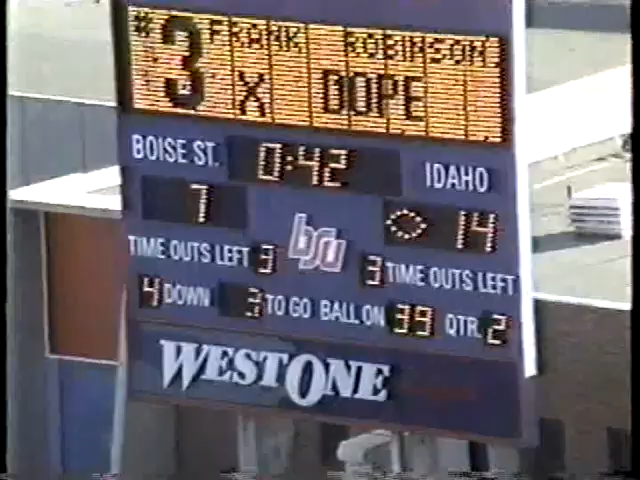 #3 FRANK ROBINSON
X DOPE
BOISE ST. 0:42 IDAHO
7 14
TIME OUTS LEFT 3 bsu 3 TIME OUTS LEFT
4 DOWN 3 TO GO BALL ON 39 QTR. 2
WESTONE